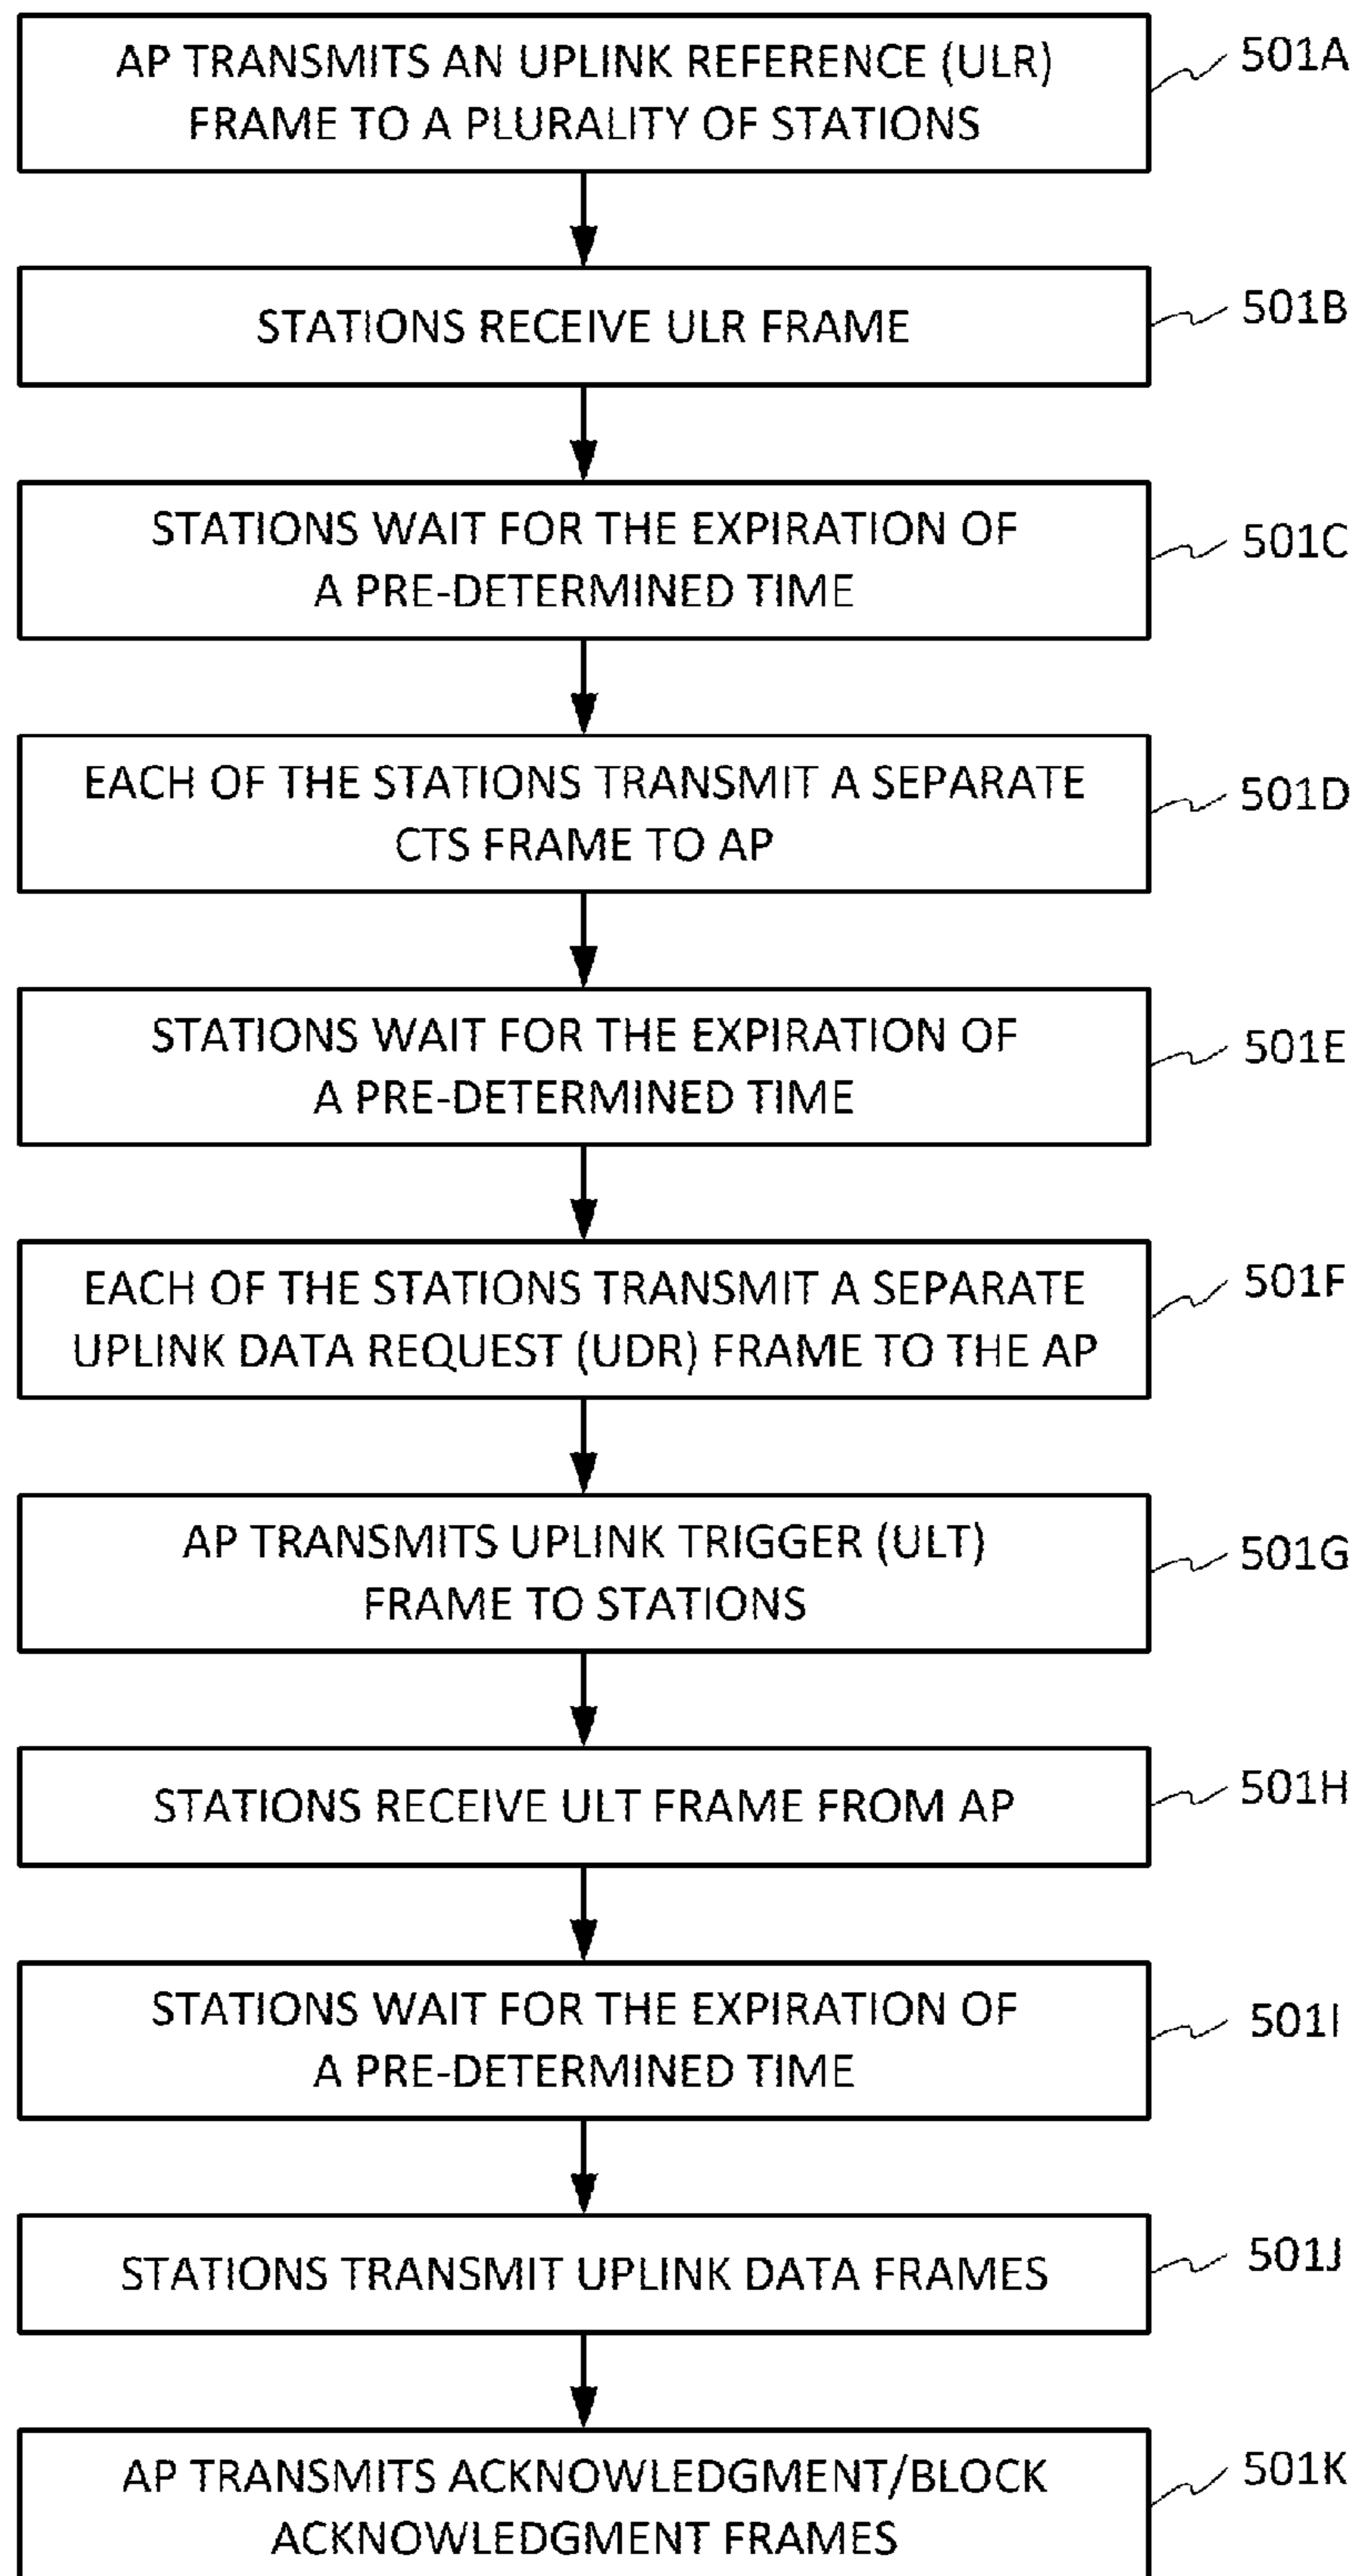 AP TRANSMITS AN UPLINK REFERENCE (ULR)
FRAME TO A PLURALITY OF STATIONS
501A
STATIONS RECEIVE ULR FRAME
501B
STATIONS WAIT FOR THE EXPIRATION OF
A PRE-DETERMINED TIME
501C
EACH OF THE STATIONS TRANSMIT A SEPARATE
CTS FRAME TO AP
501D
STATIONS WAIT FOR THE EXPIRATION OF
A PRE-DETERMINED TIME
501E
EACH OF THE STATIONS TRANSMIT A SEPARATE
UPLINK DATA REQUEST (UDR) FRAME TO THE AP
501F
AP TRANSMITS UPLINK TRIGGER (ULT)
FRAME TO STATIONS
501G
STATIONS RECEIVE ULT FRAME FROM AP
501H
STATIONS WAIT FOR THE EXPIRATION OF
A PRE-DETERMINED TIME
501I
STATIONS TRANSMIT UPLINK DATA FRAMES
501J
AP TRANSMITS ACKNOWLEDGMENT/BLOCK
ACKNOWLEDGMENT FRAMES
501K